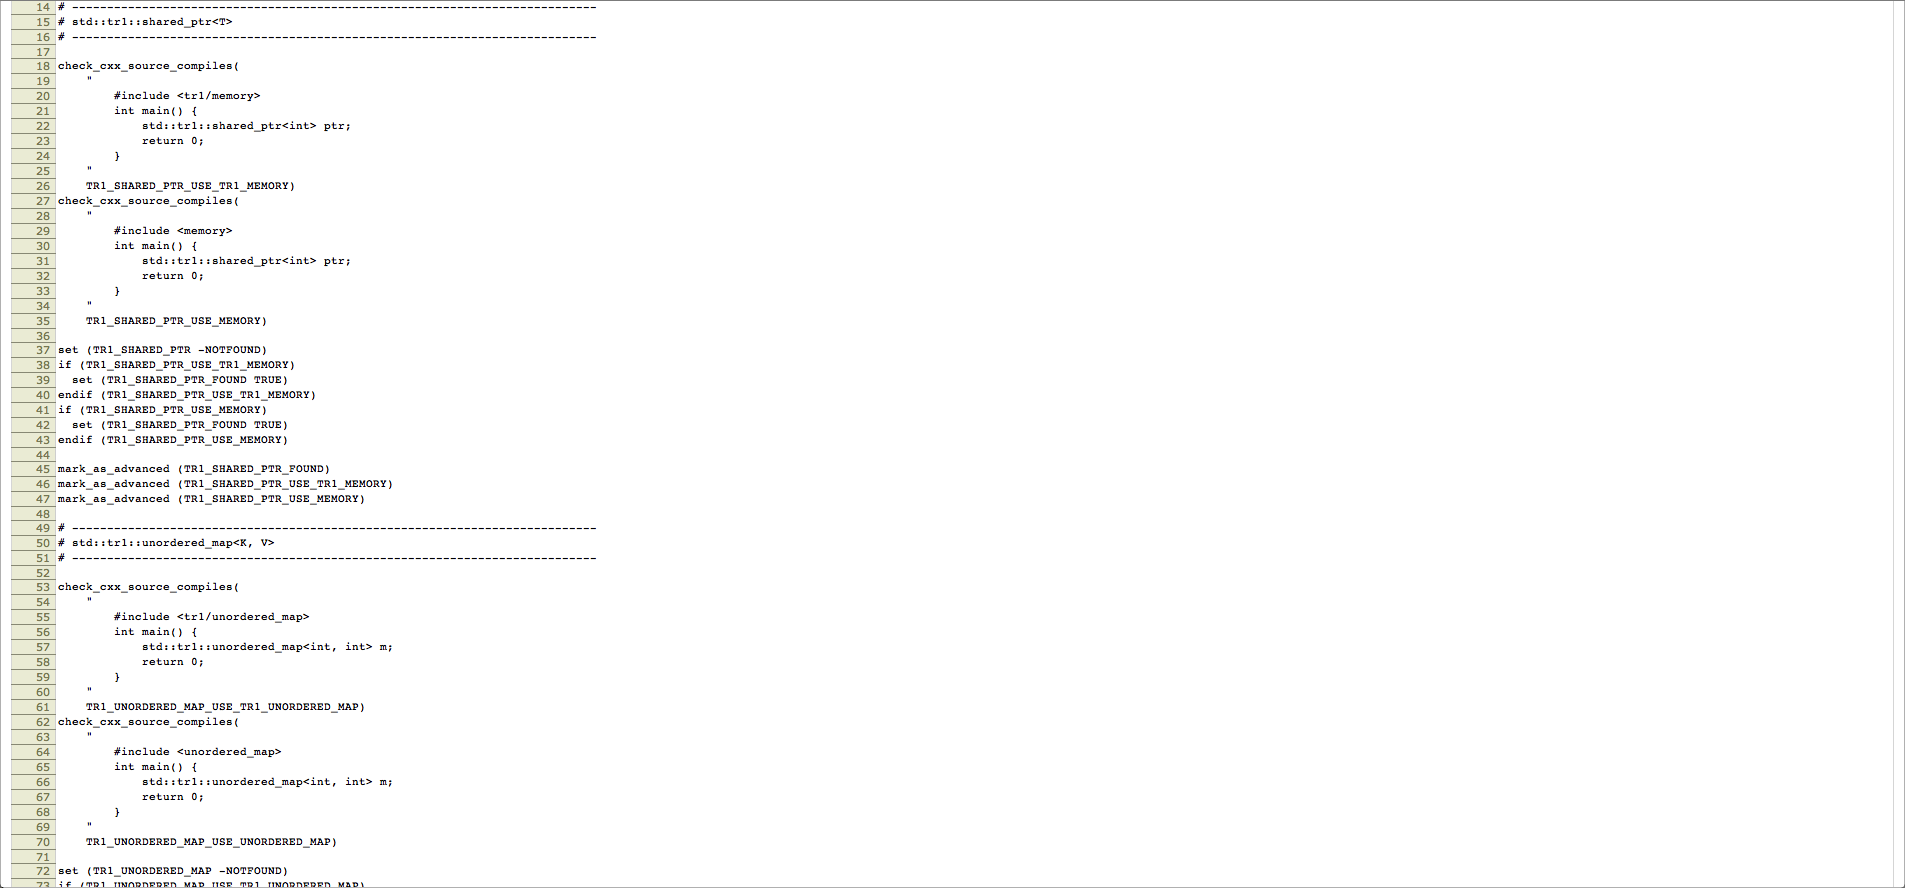 14 # ---------------------------------------------------------------------------
15 # std::tr1::shared_ptr<T>
16 # ---------------------------------------------------------------------------
17
18 check_cxx_source_compiles(
19     "
20         #include <tr1/memory>
21         int main() {
22             std::tr1::shared_ptr<int> ptr;
23             return 0;
24         }
25     "
26     TR1_SHARED_PTR_USE_TR1_MEMORY)
27 check_cxx_source_compiles(
28     "
29         #include <memory>
30         int main() {
31             std::tr1::shared_ptr<int> ptr;
32             return 0;
33         }
34     "
35     TR1_SHARED_PTR_USE_MEMORY)
36
37 set (TR1_SHARED_PTR -NOTFOUND)
38 if (TR1_SHARED_PTR_USE_TR1_MEMORY)
39   set (TR1_SHARED_PTR_FOUND TRUE)
40 endif (TR1_SHARED_PTR_USE_TR1_MEMORY)
41 if (TR1_SHARED_PTR_USE_MEMORY)
42   set (TR1_SHARED_PTR_FOUND TRUE)
43 endif (TR1_SHARED_PTR_USE_MEMORY)
44
45 mark_as_advanced (TR1_SHARED_PTR_FOUND)
46 mark_as_advanced (TR1_SHARED_PTR_USE_TR1_MEMORY)
47 mark_as_advanced (TR1_SHARED_PTR_USE_MEMORY)
48
49 # ---------------------------------------------------------------------------
50 # std::tr1::unordered_map<K, V>
51 # ---------------------------------------------------------------------------
52
53 check_cxx_source_compiles(
54     "
55         #include <tr1/unordered_map>
56         int main() {
57             std::tr1::unordered_map<int, int> m;
58             return 0;
59         }
60     "
61     TR1_UNORDERED_MAP_USE_TR1_UNORDERED_MAP)
62 check_cxx_source_compiles(
63     "
64         #include <unordered_map>
65         int main() {
66             std::tr1::unordered_map<int, int> m;
67             return 0;
68         }
69     "
70     TR1_UNORDERED_MAP_USE_UNORDERED_MAP)
71
72 set (TR1_UNORDERED_MAP -NOTFOUND)
73 if (TR1_UNORDERED_MAP_USE_TR1_UNORDERED_MAP)